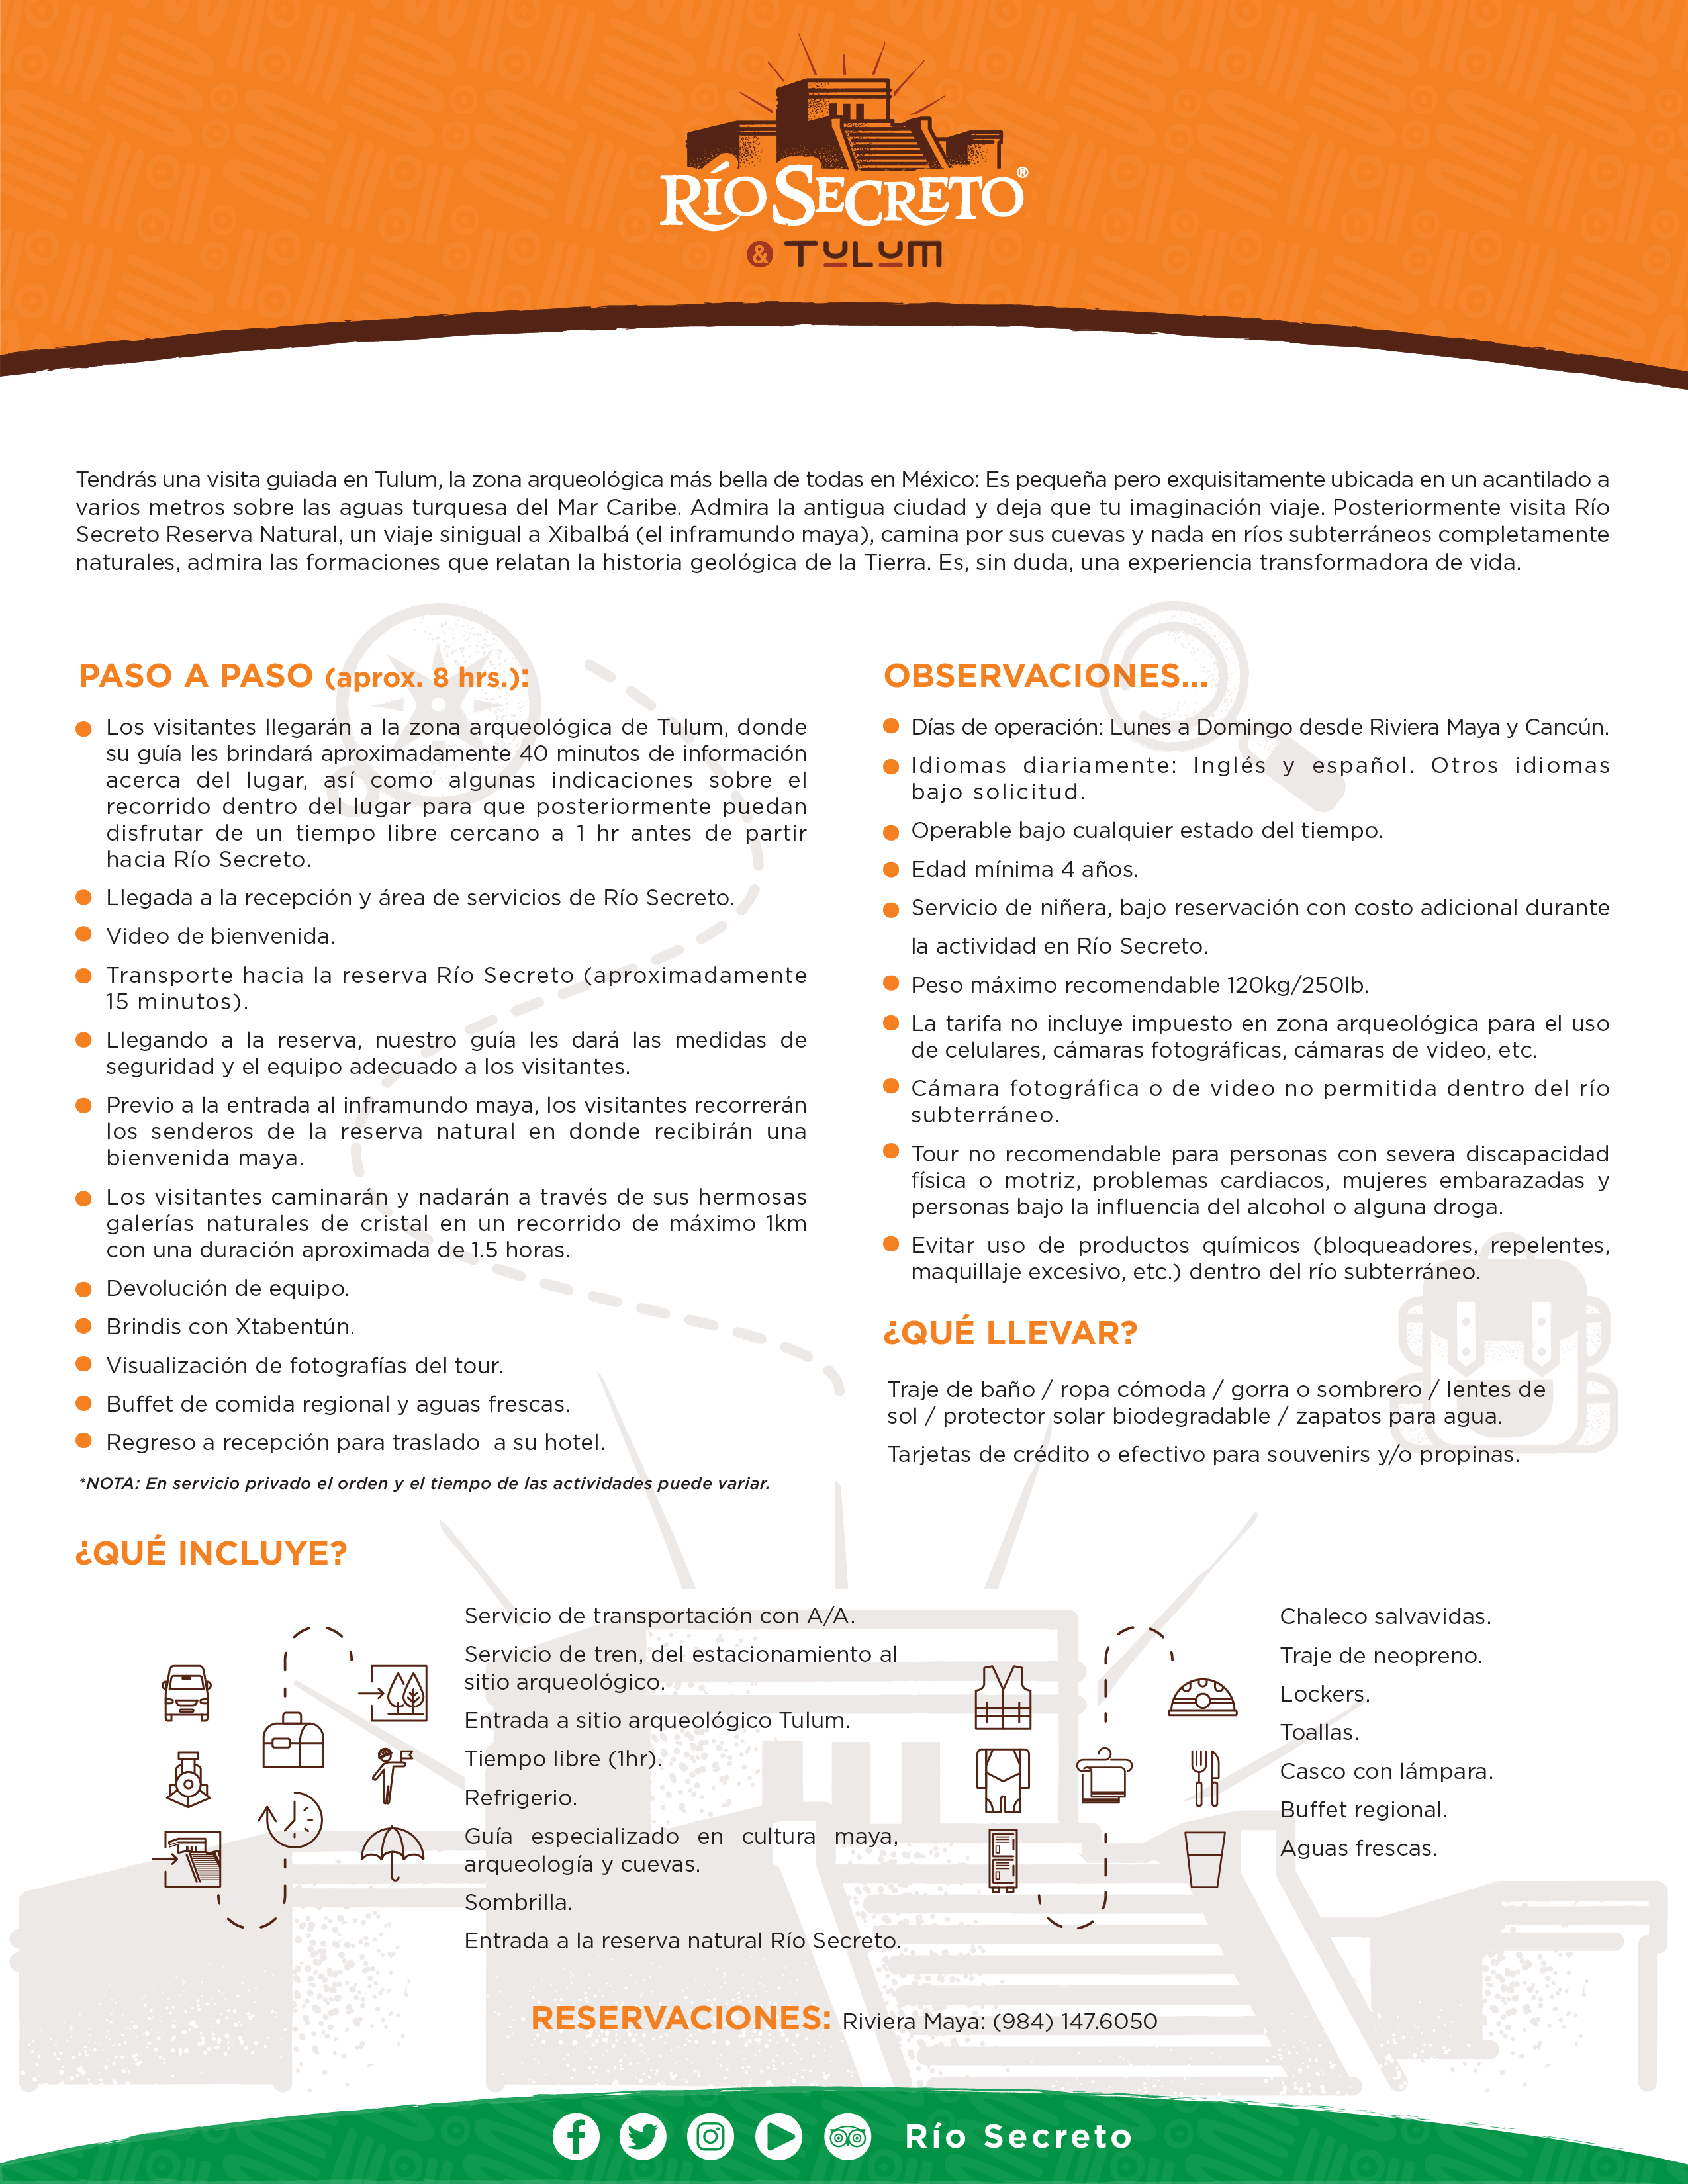 RÍO SECRETO®
& TULUM
Tendrás una visita guiada en Tulum, la zona arqueológica más bella de todas en México: Es pequeña pero exquisitamente ubicada en un acantilado a
varios metros sobre las aguas turquesa del Mar Caribe. Admira la antigua ciudad y deja que tu imaginación viaje. Posteriormente visita Río
Secreto Reserva Natural, un viaje sinigual a Xibalbá (el inframundo maya), camina por sus cuevas y nada en ríos subterráneos completamente
naturales, admira las formaciones que relatan la historia geológica de la Tierra. Es, sin duda, una experiencia transformadora de vida.
PASO A PASO (aprox. 8 hrs.):
Los visitantes llegarán a la zona arqueológica de Tulum, donde
su guía les brindará aproximadamente 40 minutos de información
acerca del lugar, así como algunas indicaciones sobre el
recorrido dentro del lugar para que posteriormente puedan
disfrutar de un tiempo libre cercano a 1 hr antes de partir
hacia Río Secreto.
Llegada a la recepción y área de servicios de Río Secreto.
Video de bienvenida.
Transporte hacia la reserva Río Secreto (aproximadamente
15 minutos).
Llegando a la reserva, nuestro guía les dará las medidas de
seguridad y el equipo adecuado a los visitantes.
Previo a la entrada al inframundo maya, los visitantes recorrerán
los senderos de la reserva natural en donde recibirán una
bienvenida maya.
Los visitantes caminarán y nadarán a través de sus hermosas
galerías naturales de cristal en un recorrido de máximo 1km
con una duración aproximada de 1.5 horas.
Devolución de equipo.
Brindis con Xtabentún.
Visualización de fotografías del tour.
Buffet de comida regional y aguas frescas.
Regreso a recepción para traslado a su hotel.
*NOTA: En servicio privado el orden y el tiempo de las actividades puede variar.
OBSERVACIONES...
Días de operación: Lunes a Domingo desde Riviera Maya y Cancún.
Idiomas diariamente: Inglés y español. Otros idiomas
bajo solicitud.
Operable bajo cualquier estado del tiempo.
Edad mínima 4 años.
Servicio de niñera, bajo reservación con costo adicional durante
la actividad en Río Secreto.
Peso máximo recomendable 120kg/250lb.
La tarifa no incluye impuesto en zona arqueológica para el uso
de celulares, cámaras fotográficas, cámaras de video, etc.
Cámara fotográfica o de video no permitida dentro del río
subterráneo.
Tour no recomendable para personas con severa discapacidad
física o motriz, problemas cardiacos, mujeres embarazadas y
personas bajo la influencia del alcohol o alguna droga.
Evitar uso de productos químicos (bloqueadores, repelentes,
maquillaje excesivo, etc.) dentro del río subterráneo.
¿QUÉ LLEVAR?
Traje de baño / ropa cómoda / gorra o sombrero / lentes de
sol / protector solar biodegradable / zapatos para agua.
Tarjetas de crédito o efectivo para souvenirs y/o propinas.
¿QUÉ INCLUYE?
Servicio de transportación con A/A.
Servicio de tren, del estacionamiento al
sitio arqueológico.
Entrada a sitio arqueológico Tulum.
Tiempo libre (1hr).
Refrigerio.
Guía especializado en cultura maya,
arqueología y cuevas.
Sombrilla.
Entrada a la reserva natural Río Secreto.
Chaleco salvavidas.
Traje de neopreno.
Lockers.
Toallas.
Casco con lámpara.
Buffet regional.
Aguas frescas.
RESERVACIONES: Riviera Maya: (984) 147.6050
Río Secreto